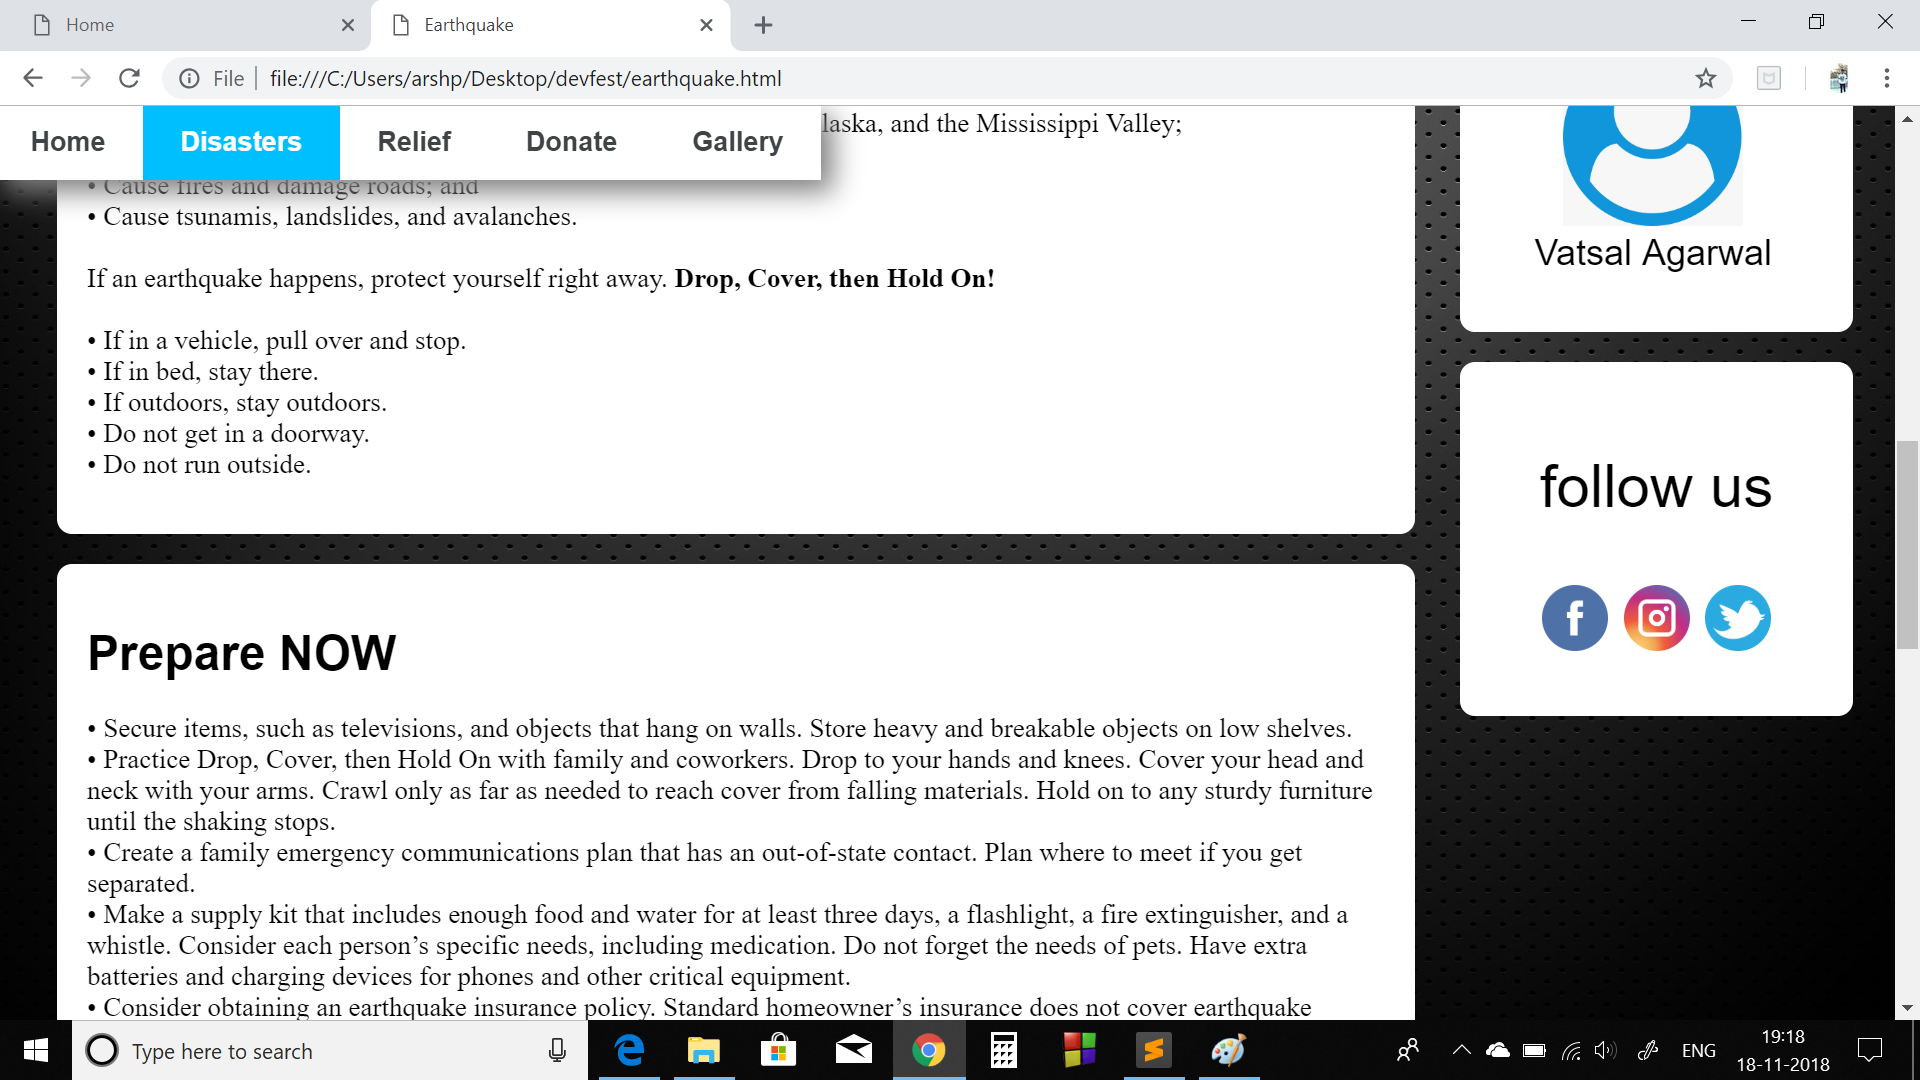 Home
Earthquake
File
file:///C:/Users/arshp/Desktop/devfest/earthquake.html
Home Disasters Relief Donate Gallery
laska, and the Mississippi Valley;
• Cause fires and damage roads; and
• Cause tsunamis, landslides, and avalanches.
If an earthquake happens, protect yourself right away. Drop, Cover, then Hold On!
• If in a vehicle, pull over and stop.
• If in bed, stay there.
• If outdoors, stay outdoors.
• Do not get in a doorway.
• Do not run outside.
Prepare NOW
• Secure items, such as televisions, and objects that hang on walls. Store heavy and breakable objects on low shelves.
• Practice Drop, Cover, then Hold On with family and coworkers. Drop to your hands and knees. Cover your head and
neck with your arms. Crawl only as far as needed to reach cover from falling materials. Hold on to any sturdy furniture
until the shaking stops.
• Create a family emergency communications plan that has an out-of-state contact. Plan where to meet if you get
separated.
• Make a supply kit that includes enough food and water for at least three days, a flashlight, a fire extinguisher, and a
whistle. Consider each person’s specific needs, including medication. Do not forget the needs of pets. Have extra
batteries and charging devices for phones and other critical equipment.
• Consider obtaining an earthquake insurance policy. Standard homeowner’s insurance does not cover earthquake
Vatsal Agarwal
follow us
Type here to search
ENG
19:18
18-11-2018